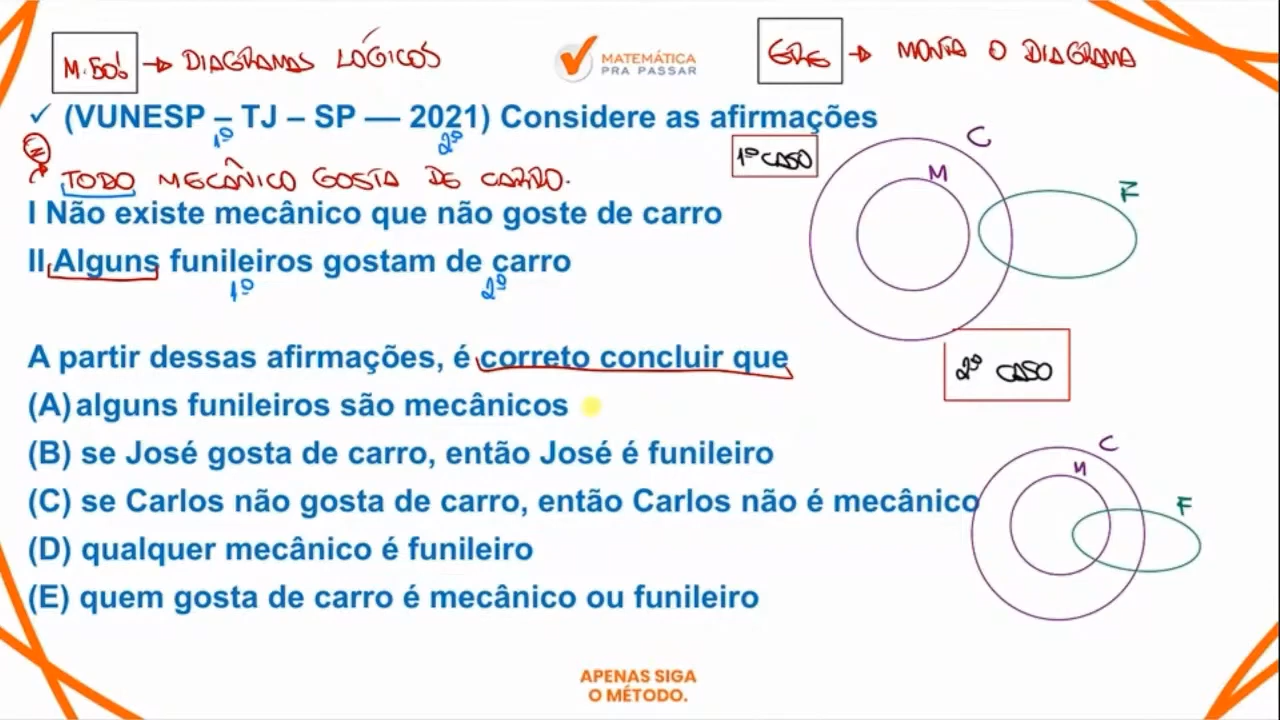 M.50% → DIAGRAMAS LÓGICOS
MATEMÁTICA
PRA PASSAR
→ MONTA O DIAGRAMA
✓ (VUNESP – TJ – SP — 2021) Considere as afirmações
1º 2º
1º CASO
C
M
F
TODO MECÂNICO GOSTA DE CARRO.
I Não existe mecânico que não goste de carro
II Alguns funileiros gostam de carro
1º 2º
A partir dessas afirmações, é correto concluir que
2º CASO
(A) alguns funileiros são mecânicos
(B) se José gosta de carro, então José é funileiro
C
M
F
(C) se Carlos não gosta de carro, então Carlos não é mecânico
(D) qualquer mecânico é funileiro
(E) quem gosta de carro é mecânico ou funileiro
APENAS SIGA
O MÉTODO.